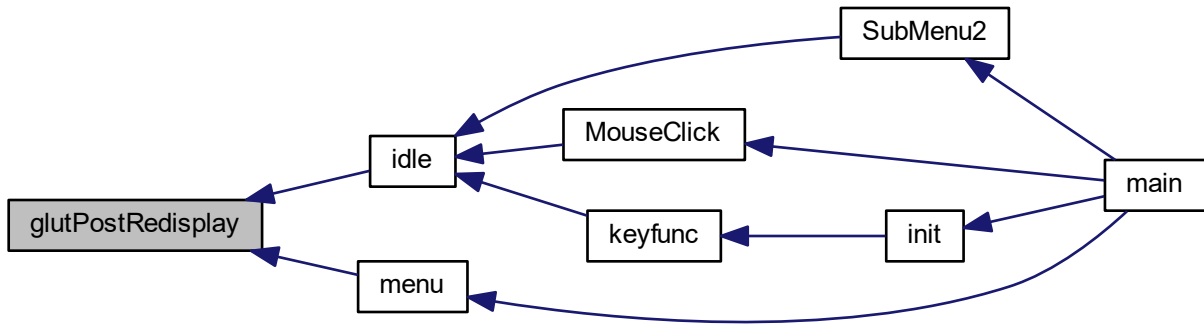 glutPostRedisplay
idle
SubMenu2
MouseClick
keyfunc
init
menu
main